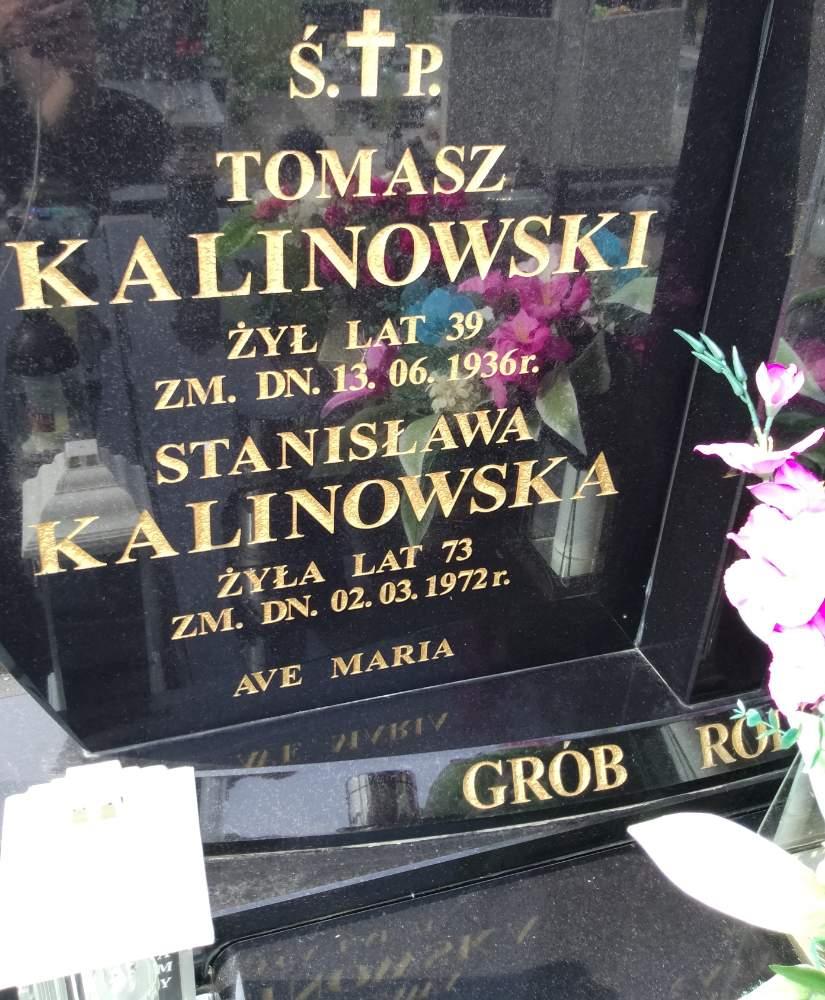 Ś. P.
TOMASZ
KALINOWSKI
ŻYŁ LAT 39
ZM. DN. 13. 06. 1936r.
STANISŁAWA
KALINOWSKA
ŻYŁA LAT 73
ZM. DN. 02. 03. 1972r.
AVE MARIA
GRÓB